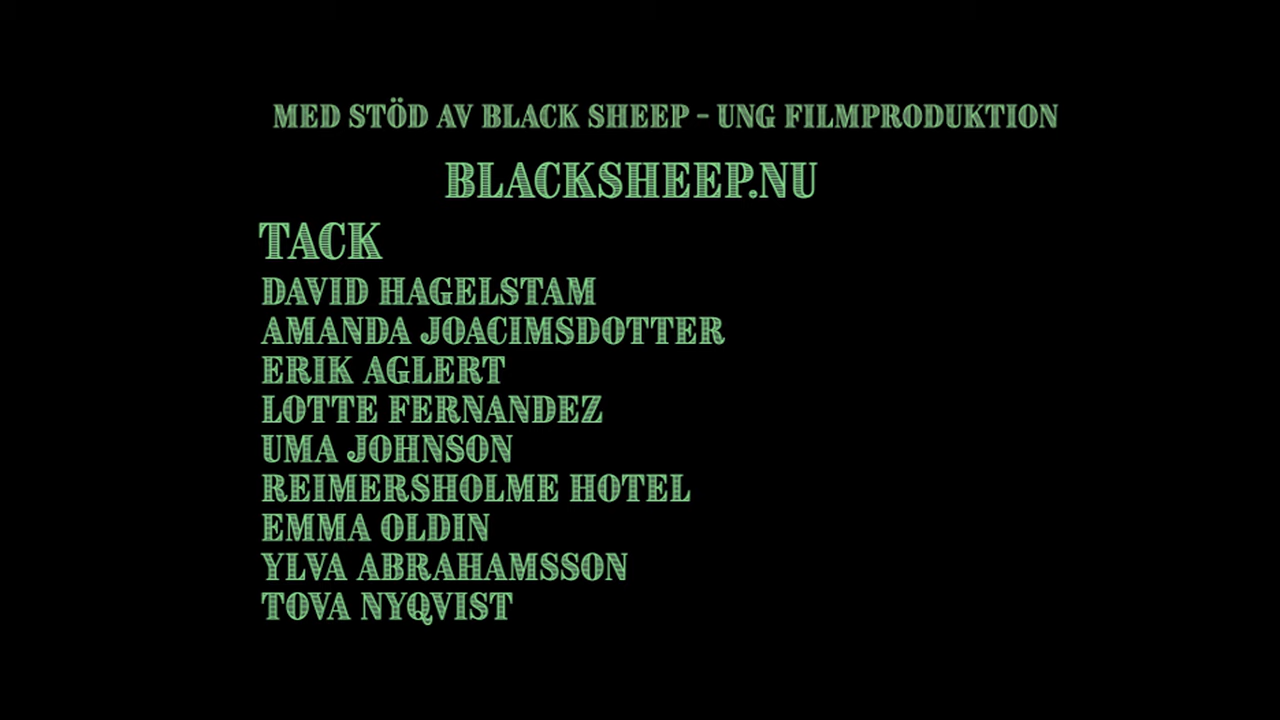 MED STÖD AV BLACK SHEEP - UNG FILMPRODUKTION
BLACKSHEEP.NU
TACK
DAVID HAGELSTAM
AMANDA JOACIMSDOTTER
ERIK AGLERT
LOTTE FERNANDEZ
UMA JOHNSON
REIMERSHOLME HOTEL
EMMA OLDIN
YLVA ABRAHAMSSON
TOVA NYQVIST